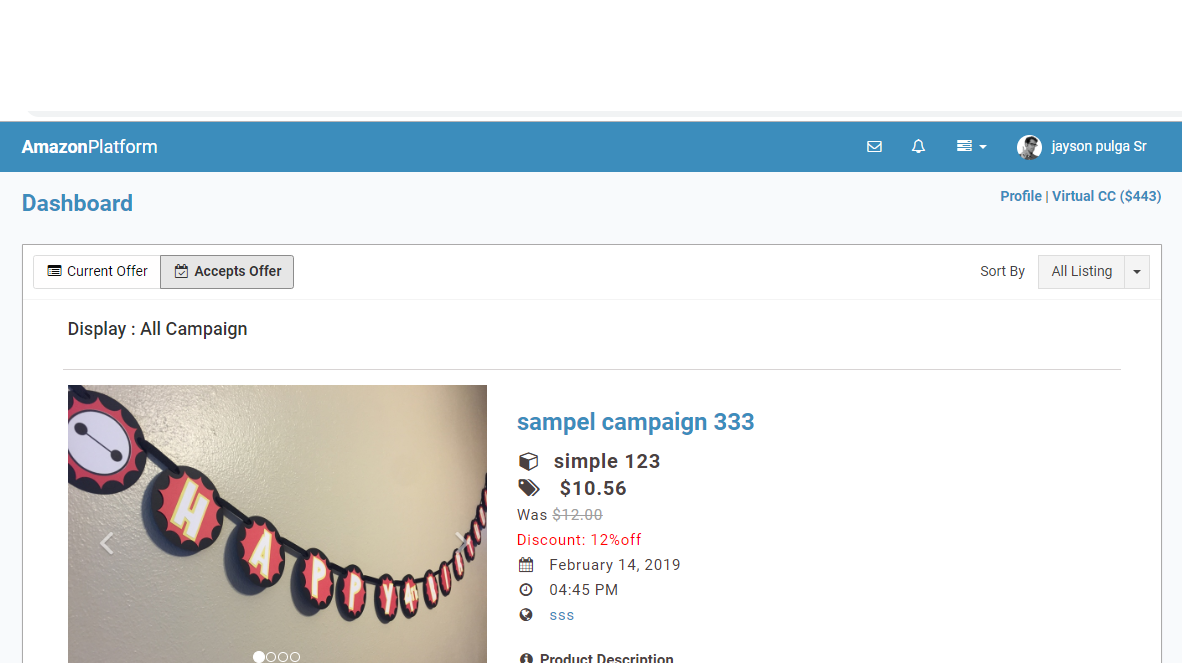 AmazonPlatform
jayson pulga Sr
Dashboard
Profile | Virtual CC ($443)
Current Offer
Accepts Offer
Sort By
All Listing
Display : All Campaign
HAPPY
sampel campaign 333
simple 123
$10.56
Was $12.00
Discount: 12%off
February 14, 2019
04:45 PM
sss
Product Description